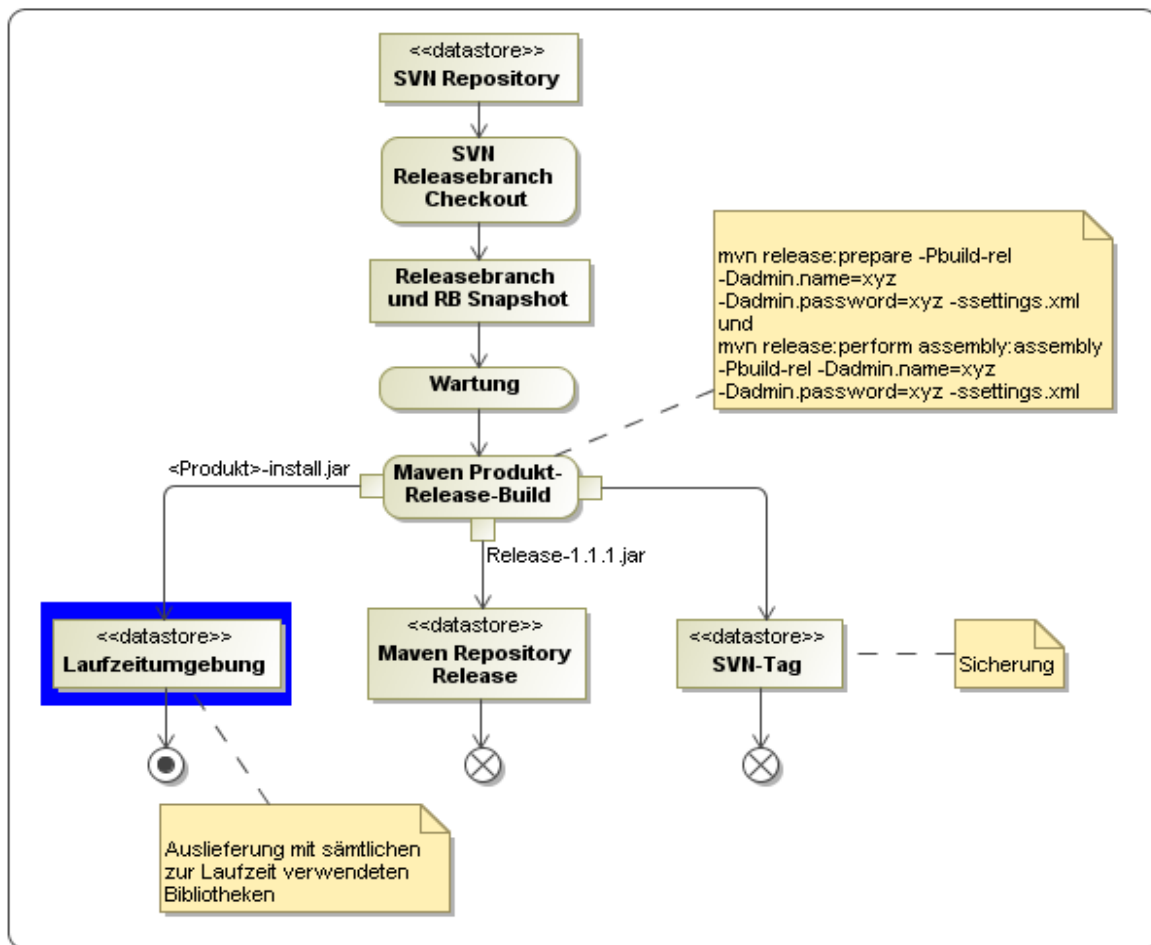 <<datastore>>
SVN Repository
SVN
Releasebranch
Checkout
Releasebranch
und RB Snapshot
Wartung
mvn release:prepare -Pbuild-rel
-Dadmin.name=xyz
-Dadmin.password=xyz -ssettings.xml
und
mvn release:perform assembly:assembly
-Pbuild-rel -Dadmin.name=xyz
-Dadmin.password=xyz -ssettings.xml
<Produkt>-install.jar
Maven Produkt-
Release-Build
Release-1.1.1.jar
<<datastore>>
Laufzeitumgebung
<<datastore>>
Maven Repository
Release
<<datastore>>
SVN-Tag
Sicherung
Auslieferung mit sämtlichen
zur Laufzeit verwendeten
Bibliotheken